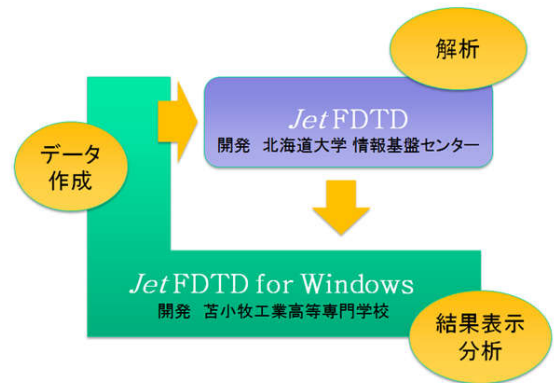 解析
JetFDTD
開発 北海道大学 情報基盤センター
データ
作成
JetFDTD for Windows
開発 苫小牧工業高等専門学校
結果表示
分析